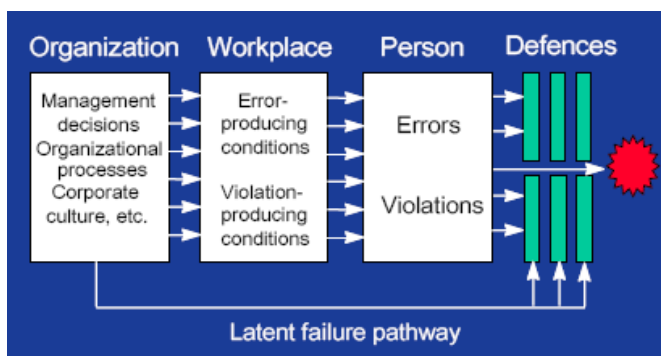 Organization Workplace Person Defences
Management
decisions
Organizational
processes
Corporate
culture, etc.
Error-
producing
conditions
Violation-
producing
conditions
Errors
Violations
Latent failure pathway